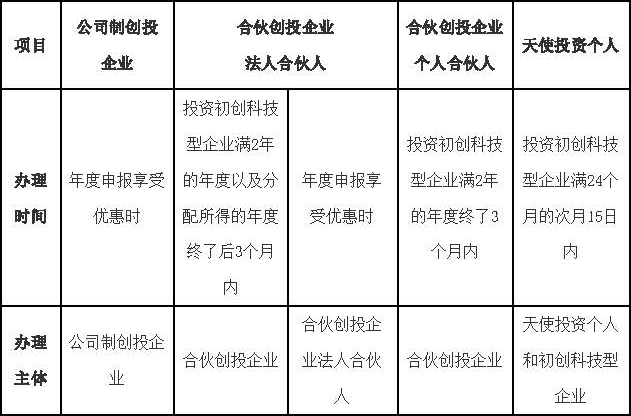 项目
公司制创投
企业
合伙创投企业
法人合伙人
合伙创投企业
个人合伙人
天使投资个人
办理
时间
年度申报享受
优惠时
投资初创科技
型企业满2年
的年度以及分
配所得的年度
终了后3个月
内
年度申报享
受优惠时
投资初创科技
型企业满2年
的年度终了3
个月内
投资初创科技
型企业满24个
月的次月15日
内
办理
主体
公司制创投企
业
合伙创投企业
合伙创投企
业法人合伙
人
合伙创投企业
天使投资个人
和初创科技型
企业